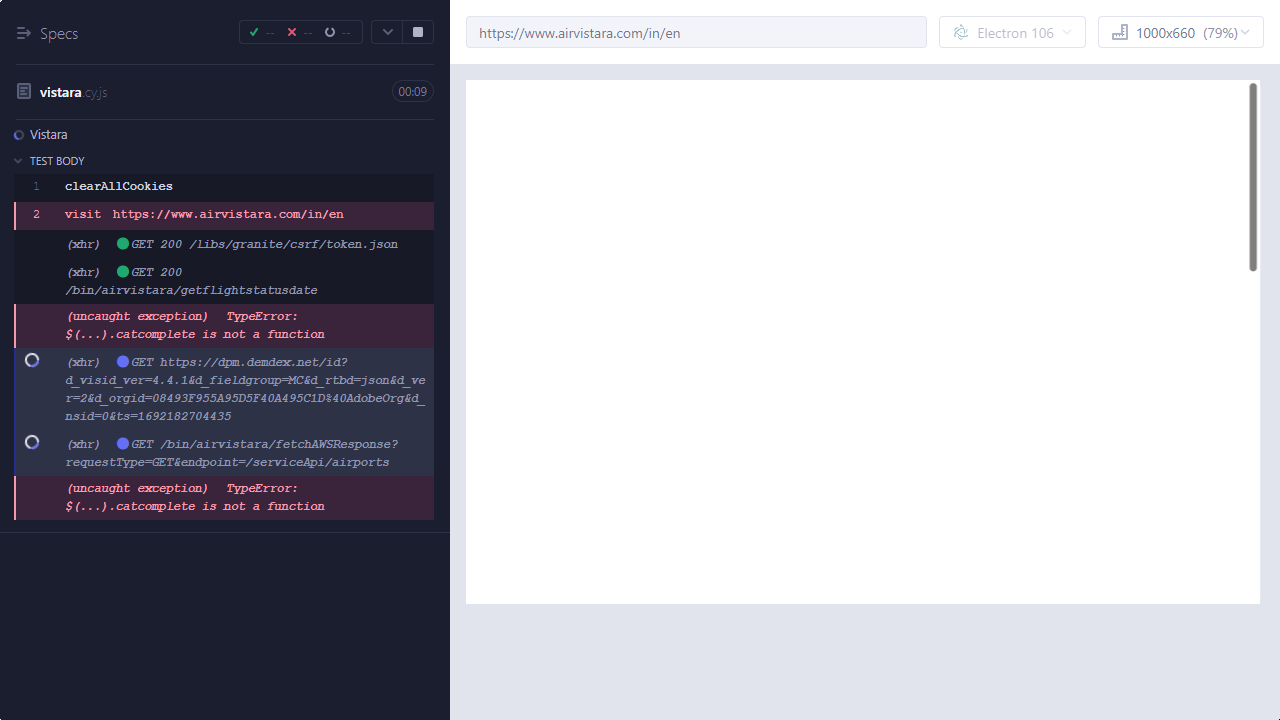 Specs
-- -- --
vistara.cy.js
00:09
Vistara
TEST BODY
1 clearAllCookies
2 visit https://www.airvistara.com/in/en
(xhr) GET 200 /libs/granite/csrf/token.json
(xhr) GET 200
/bin/airvistara/getflightstatusdate
(uncaught exception) TypeError:
$(...).catcomplete is not a function
(xhr) GET https://dpm.demdex.net/id?
d_visid_ver=4.4.1&d_fieldgroup=MC&d_rtbd=json&d_ve
r=2&d_orgid=08493F955A95D5F40A495C1D%40AdobeOrg&d_
nsid=0&ts=1692182704435
(xhr) GET /bin/airvistara/fetchAWSResponse?
requestType=GET&endpoint=/serviceApi/airports
(uncaught exception) TypeError:
$(...).catcomplete is not a function
https://www.airvistara.com/in/en
Electron 106
1000x660 (79%)